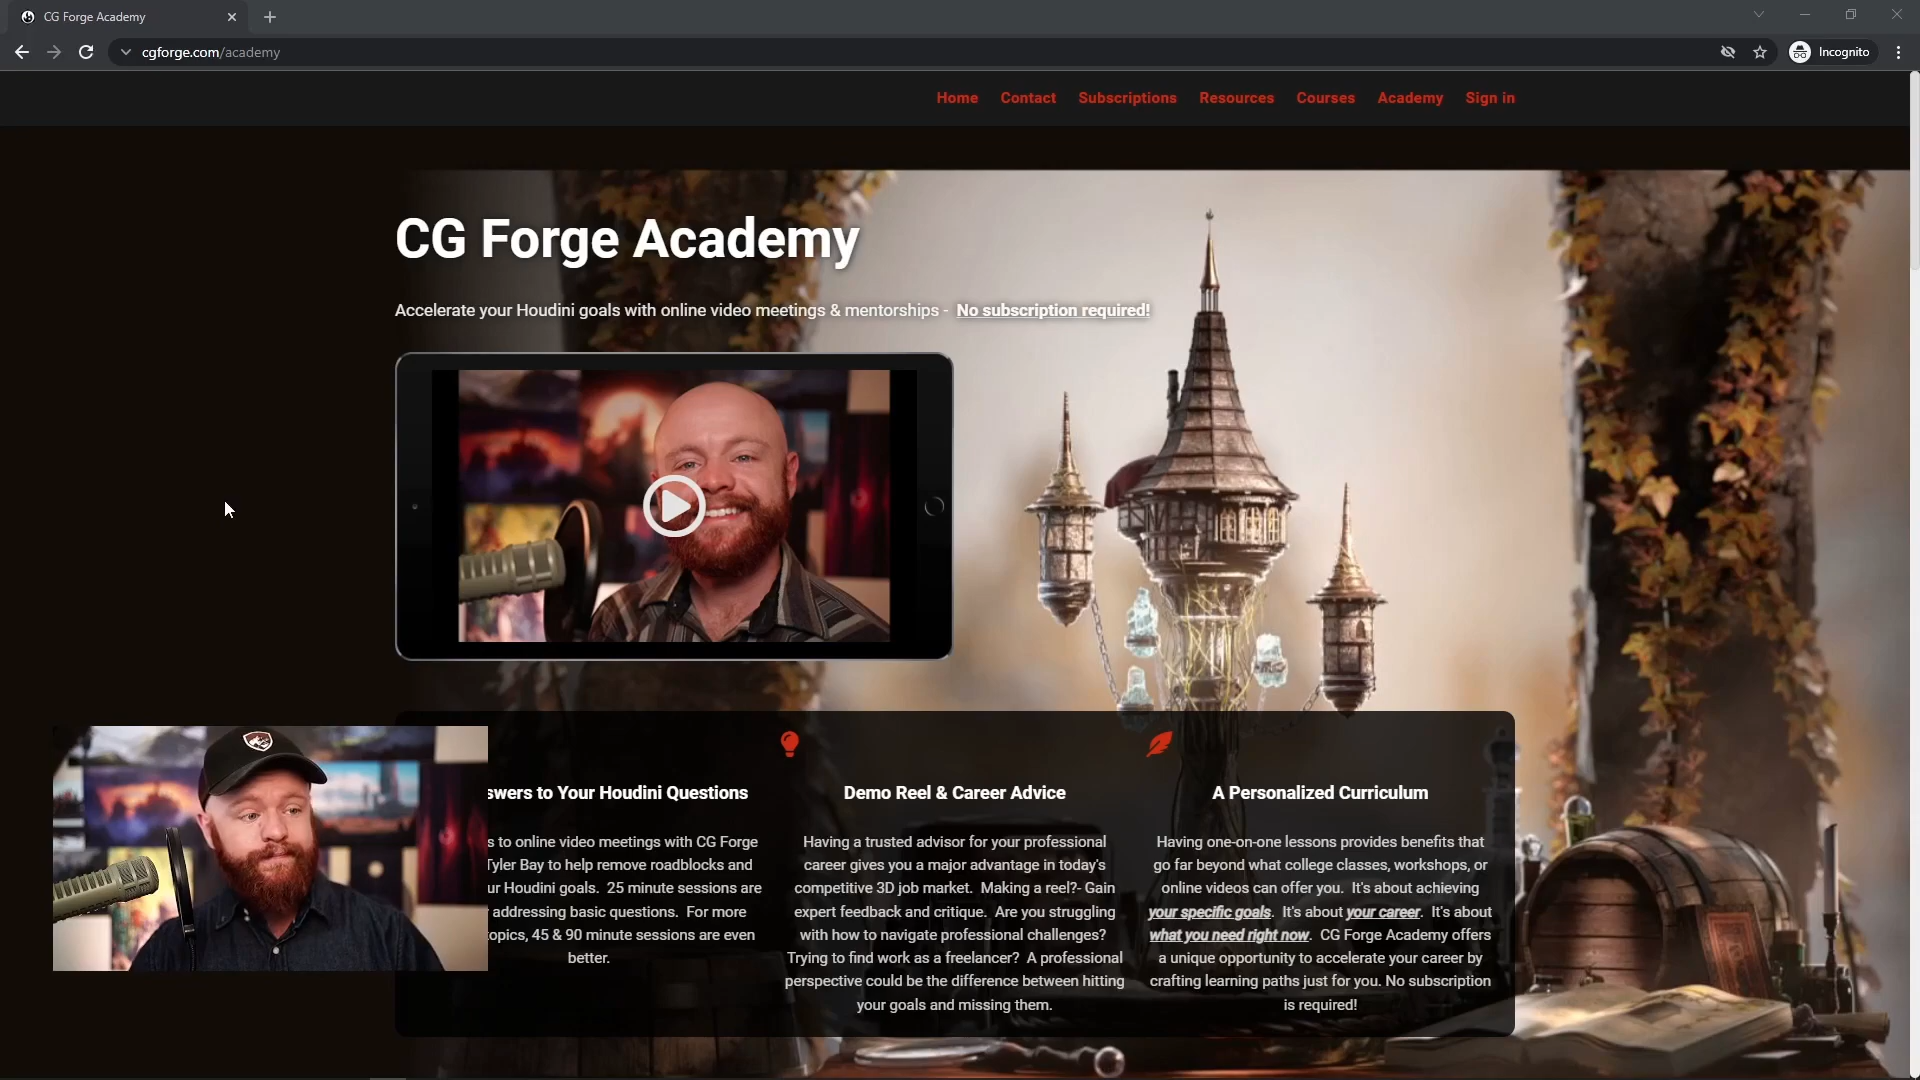 CG Forge Academy
cgforge.com/academy
Incognito
Home Contact Subscriptions Resources Courses Academy Sign in
CG Forge Academy
Accelerate your Houdini goals with online video meetings & mentorships - No subscription required!
swers to Your Houdini Questions
s to online video meetings with CG Forge
Tyler Bay to help remove roadblocks and
ur Houdini goals. 25 minute sessions are
addressing basic questions. For more
opics, 45 & 90 minute sessions are even
better.
Demo Reel & Career Advice
Having a trusted advisor for your professional
career gives you a major advantage in today's
competitive 3D job market. Making a reel?- Gain
expert feedback and critique. Are you struggling
with how to navigate professional challenges?
Trying to find work as a freelancer? A professional
perspective could be the difference between hitting
your goals and missing them.
A Personalized Curriculum
Having one-on-one lessons provides benefits that
go far beyond what college classes, workshops, or
online videos can offer you. It's about achieving
your specific goals. It's about your career. It's about
what you need right now. CG Forge Academy offers
a unique opportunity to accelerate your career by
crafting learning paths just for you. No subscription
is required!